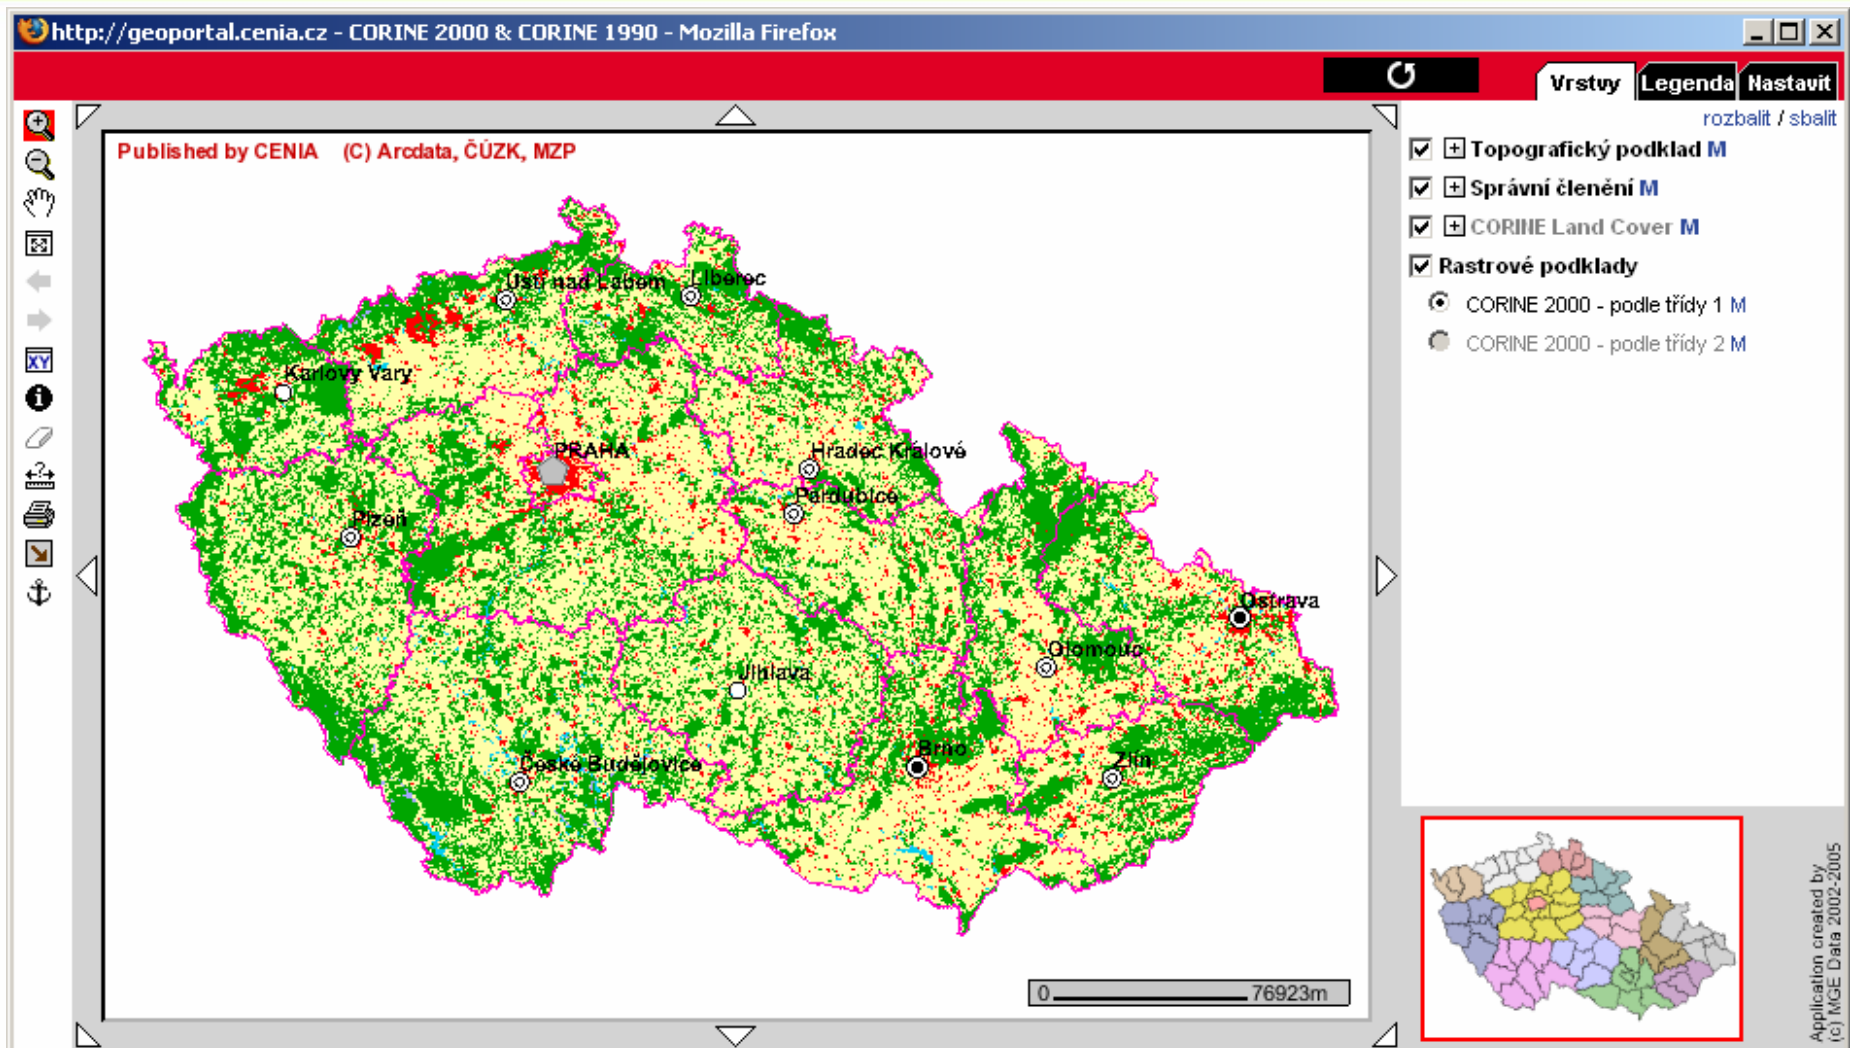 http://geoportal.cenia.cz - CORINE 2000 & CORINE 1990 - Mozilla Firefox
Vrstvy Legenda Nastavit
rozbalit / sbalit
Published by CENIA (C) Arcdata, ČÚZK, MZP
Topografický podklad M
Správní členění M
CORINE Land Cover M
Rastrové podklady
CORINE 2000 - podle třídy 1 M
CORINE 2000 - podle třídy 2 M
XY
Ústí nad Labem
Liberec
Karlovy Vary
PRAHA
Hradec Králové
Pardubice
Plzeň
Ostrava
Olomouc
Jihlava
Brno
Zlín
České Budějovice
0 76923m
Application created by
(c) MGE Data 2002-2005